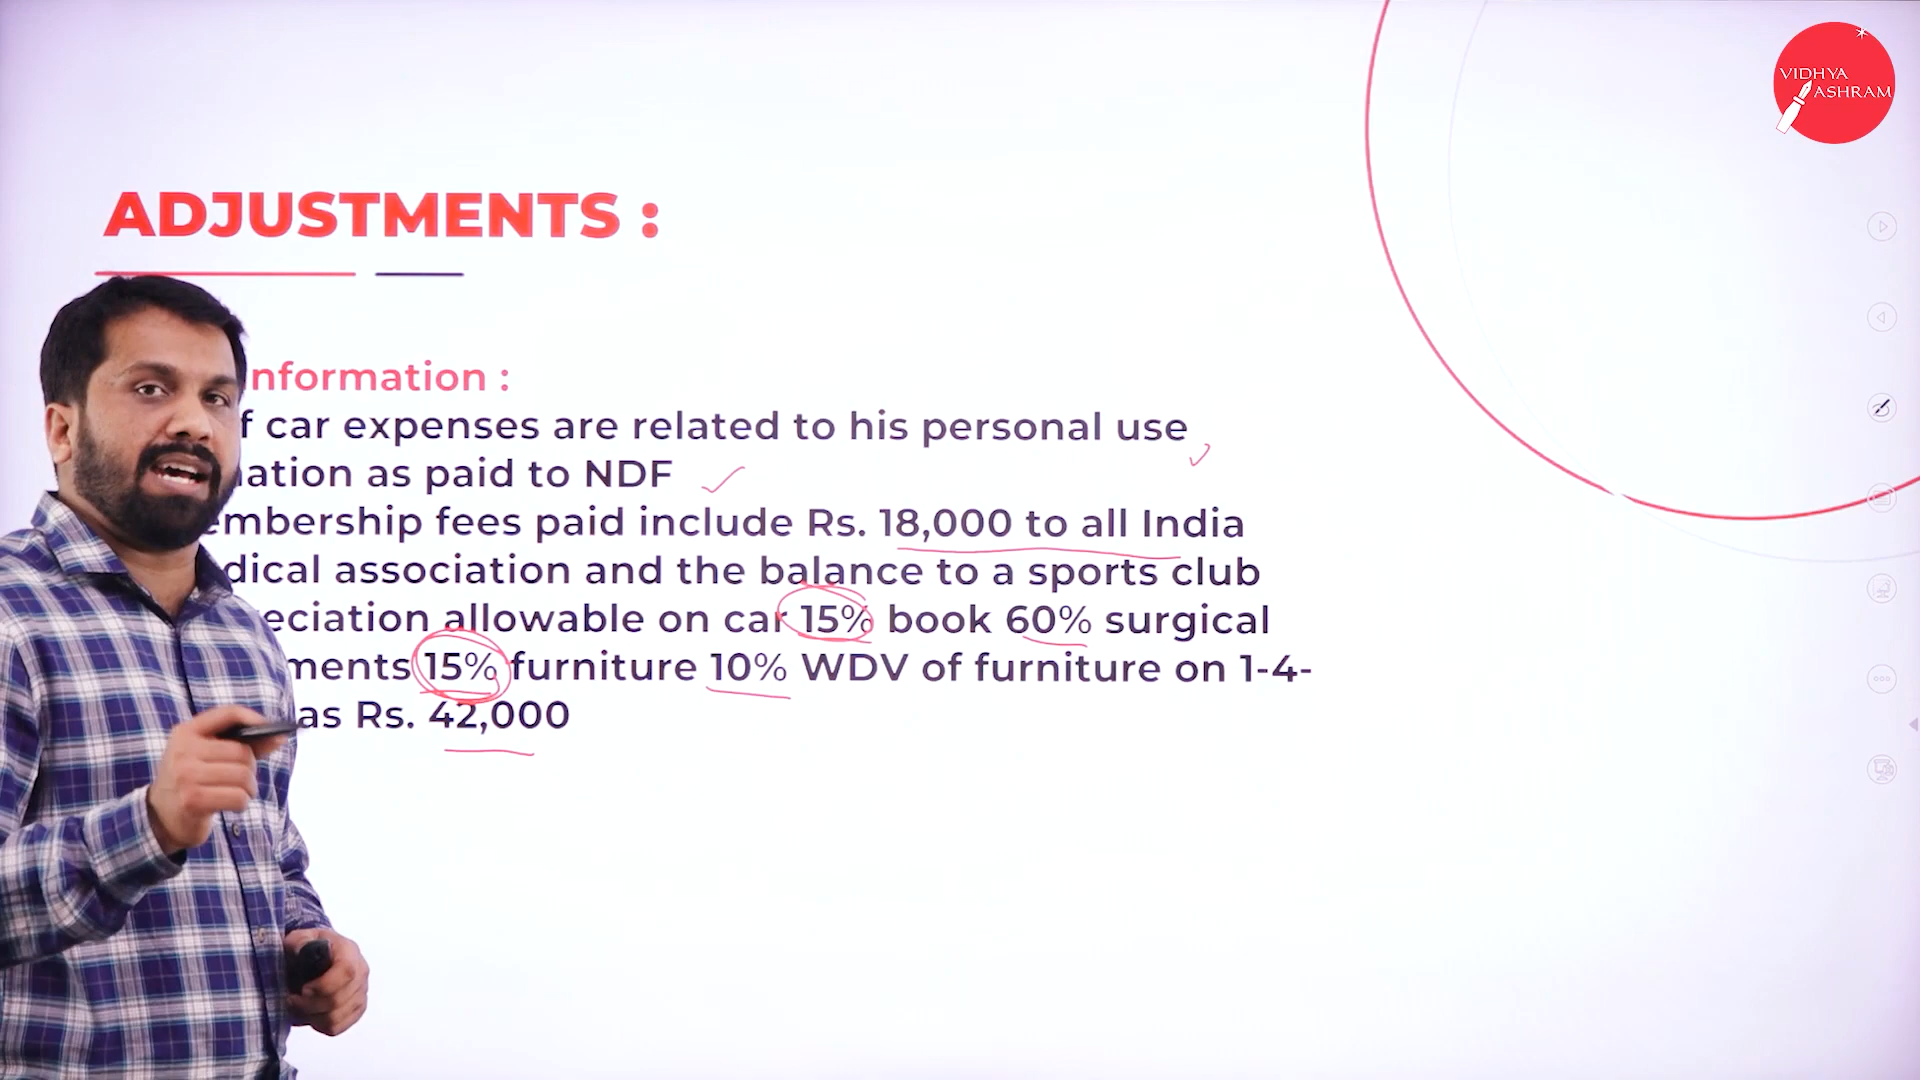 VIDHYA
ASHRAM
ADJUSTMENTS :
nformation :
f car expenses are related to his personal use
ation as paid to NDF
embership fees paid include Rs. 18,000 to all India
dical association and the balance to a sports club
eciation allowable on car 15% book 60% surgical
ments 15% furniture 10% WDV of furniture on 1-4-
as Rs. 42,000